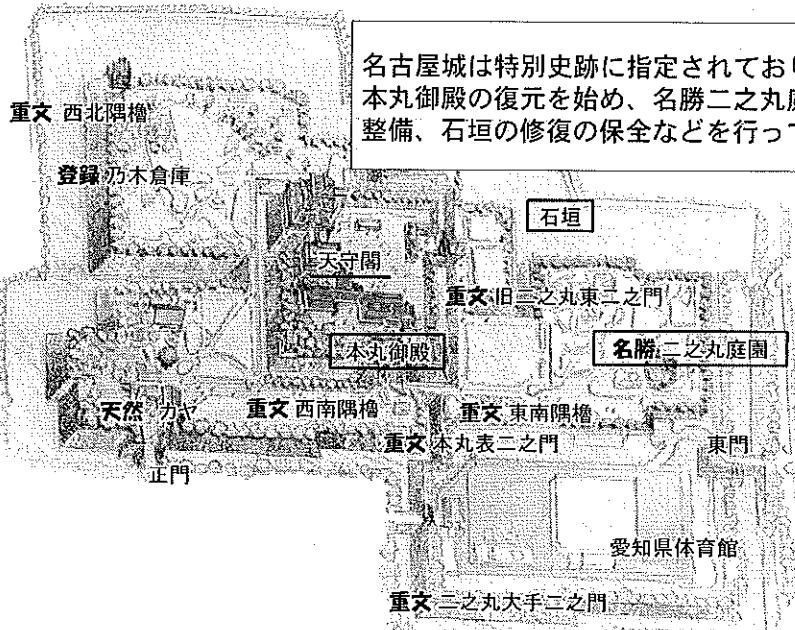 名古屋城は特別史跡に指定されており
本丸御殿の復元を始め、名勝二之丸
整備、石垣の修復の保全などを行って
重文 西北隅櫓
登録 乃木倉庫
石垣
天守閣
重文 旧二之丸東二之門
本丸御殿
名勝 二之丸庭園
天然 カヤ
重文 西南隅櫓
重文 東南隅櫓
重文 本丸表二之門
東門
正門
愛知県体育館
重文 二之丸大手二之門